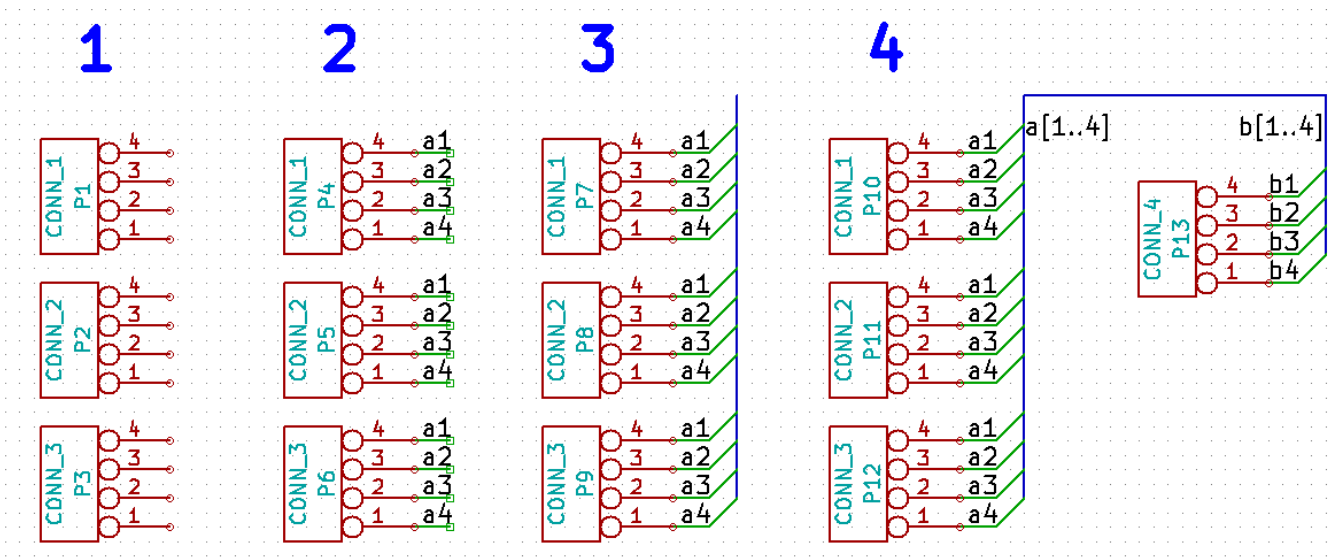 1 2 3 4
a[1..4] b[1..4]
CONN_1 P1 4 3 2 1
CONN_2 P2 4 3 2 1
CONN_3 P3 4 3 2 1
CONN_1 P4 4 3 2 1 a1 a2 a3 a4
CONN_2 P5 4 3 2 1 a1 a2 a3 a4
CONN_3 P6 4 3 2 1 a1 a2 a3 a4
CONN_1 P7 4 3 2 1 a1 a2 a3 a4
CONN_2 P8 4 3 2 1 a1 a2 a3 a4
CONN_3 P9 4 3 2 1 a1 a2 a3 a4
CONN_1 P10 4 3 2 1 a1 a2 a3 a4
CONN_2 P11 4 3 2 1 a1 a2 a3 a4
CONN_3 P12 4 3 2 1 a1 a2 a3 a4
CONN_4 P13 4 3 2 1 b1 b2 b3 b4